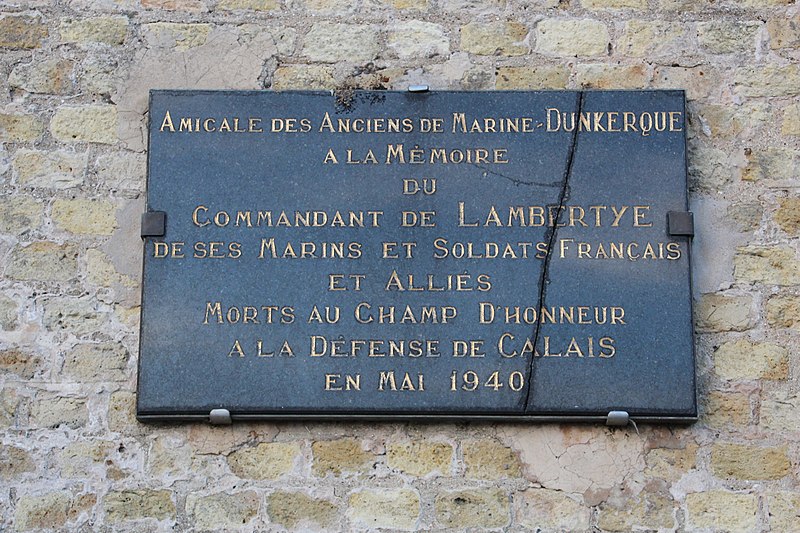 AMICALE DES ANCIENS DE MARINE-DUNKERQUE
A LA MÉMOIRE
DU
COMMANDANT DE LAMBERTYE
DE SES MARINS ET SOLDATS FRANÇAIS
ET ALLIÉS
MORTS AU CHAMP D'HONNEUR
A LA DÉFENSE DE CALAIS
EN MAI 1940